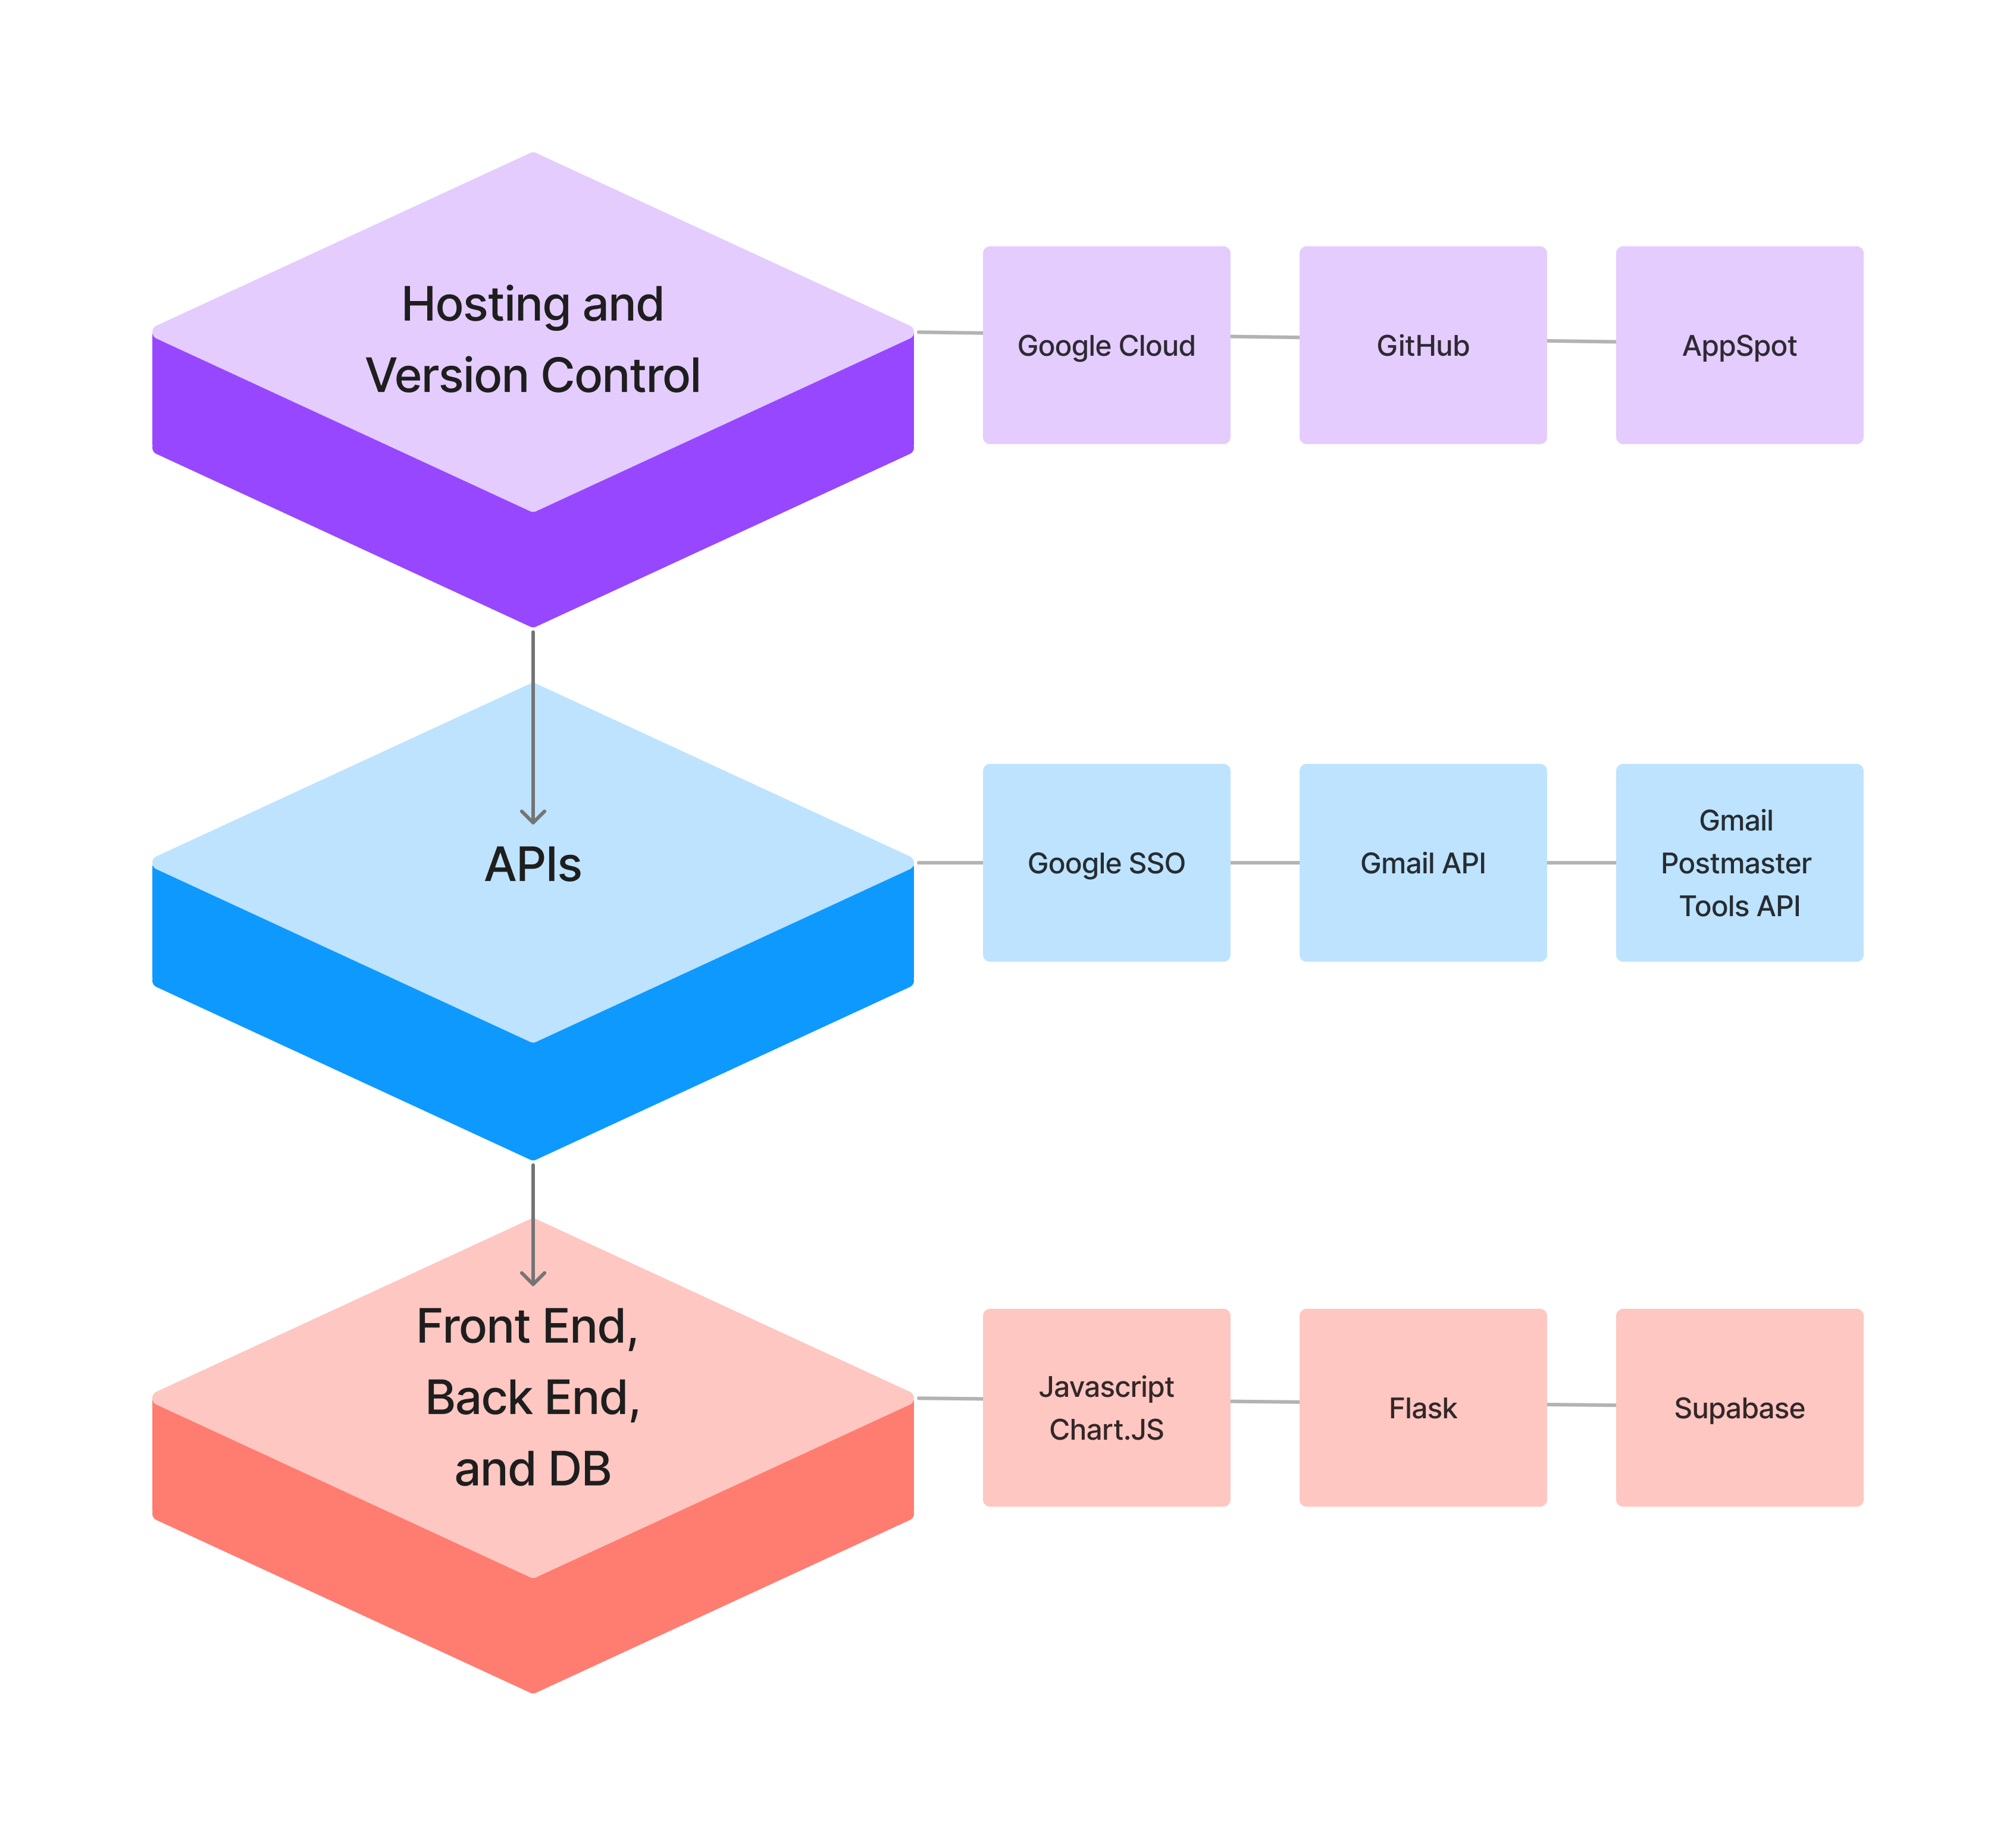 Hosting and
Version Control
Google Cloud
GitHub
AppSpot
APIs
Google SSO
Gmail API
Gmail
Postmaster
Tools API
Front End,
Back End,
and DB
Javascript
Chart.JS
Flask
Supabase